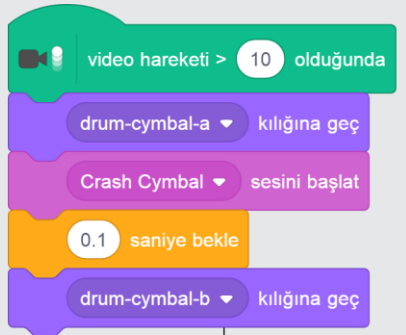 video hareketi > 10 olduğunda
drum-cymbal-a kılığına geç
Crash Cymbal sesini başlat
0.1 saniye bekle
drum-cymbal-b kılığına geç